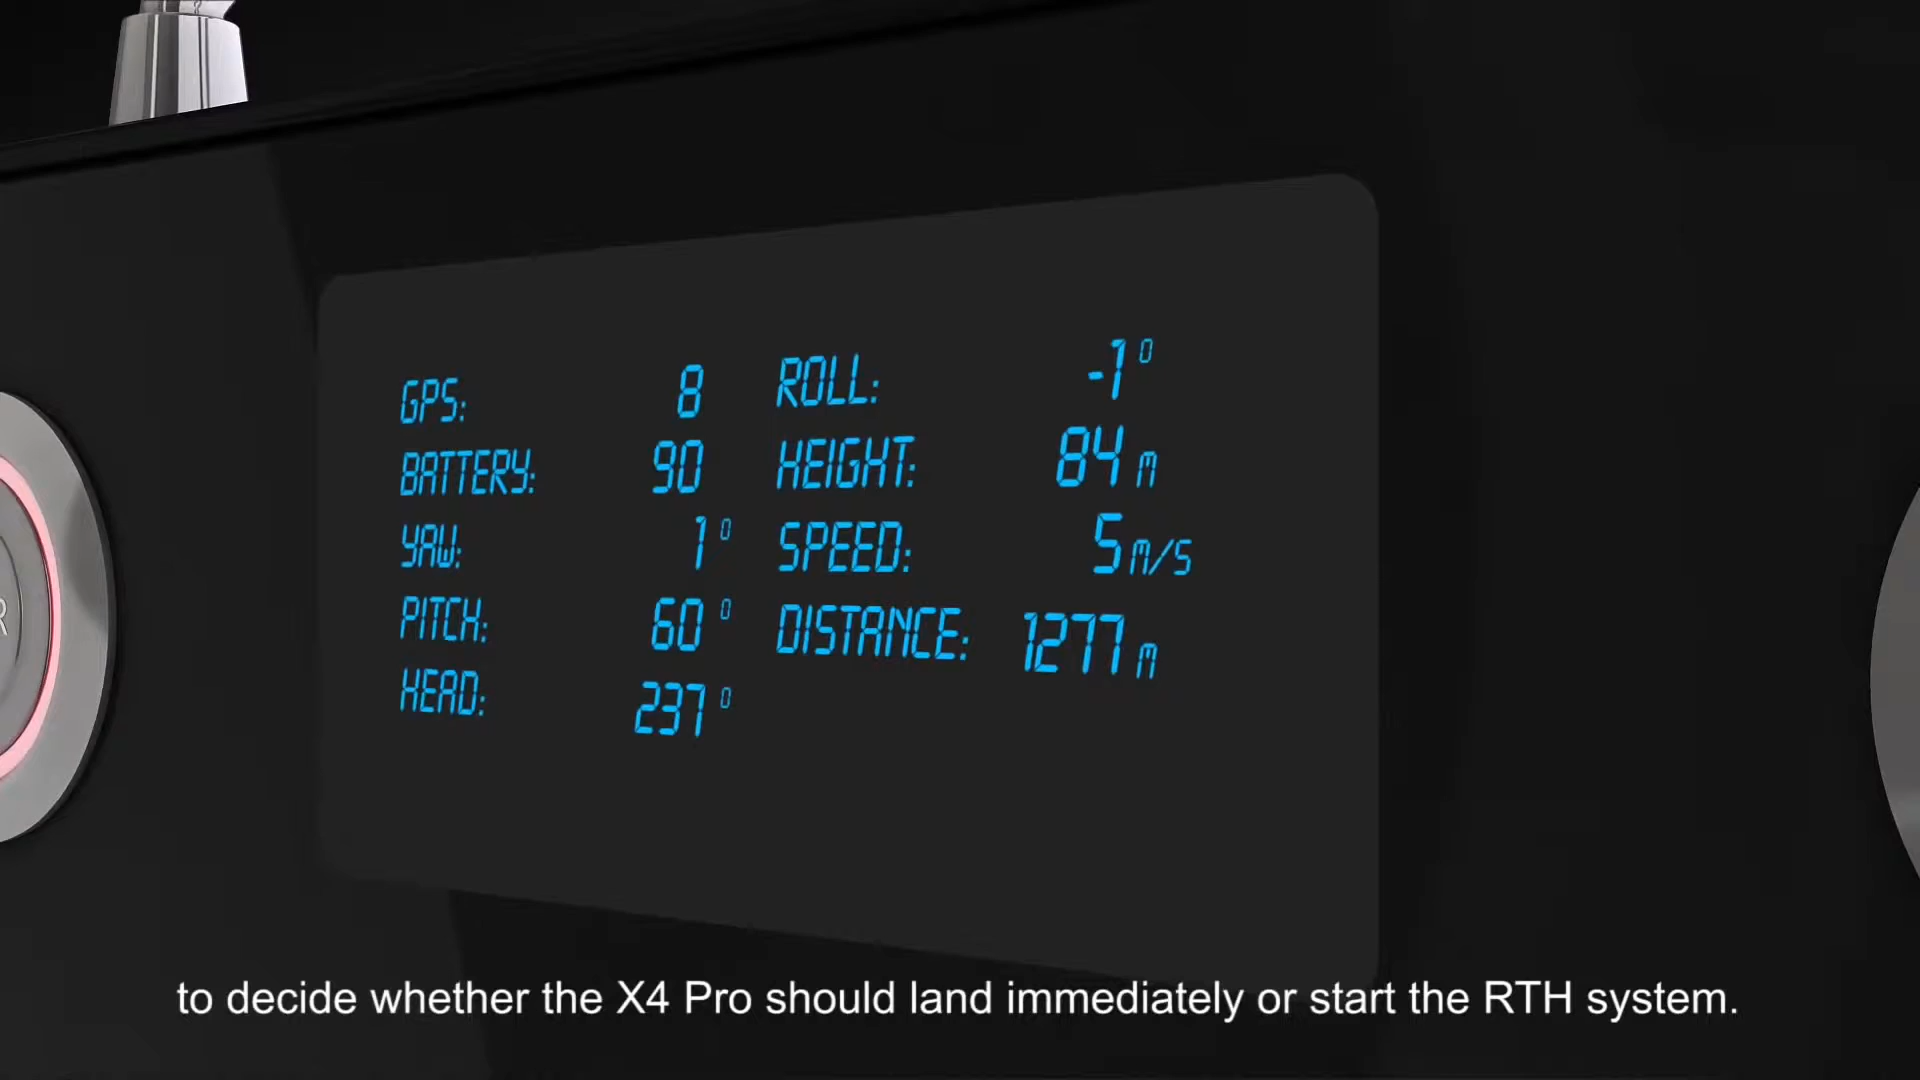 GPS: 8
BATTERY: 90
YAW: 1°
PITCH: 60°
HEAD: 237°
ROLL: -1°
HEIGHT: 84 m
SPEED: 5 m/s
DISTANCE: 1277 m
R
to decide whether the X4 Pro should land immediately or start the RTH system.